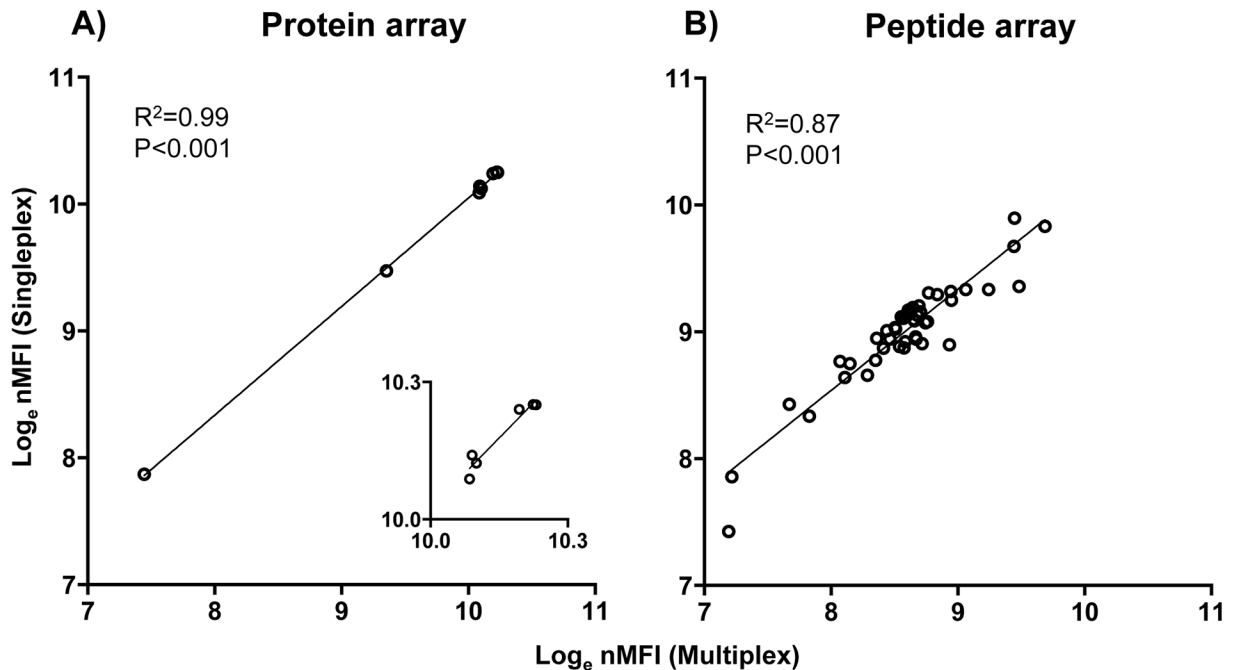 A) Protein array
R²=0.99
P<0.001
11
10
9
8
7
7 8 9 10 11
10.3
10.0
10.0 10.3
Logₑ nMFI (Singleplex)
B) Peptide array
R²=0.87
P<0.001
11
10
9
8
7
7 8 9 10 11
Logₑ nMFI (Multiplex)